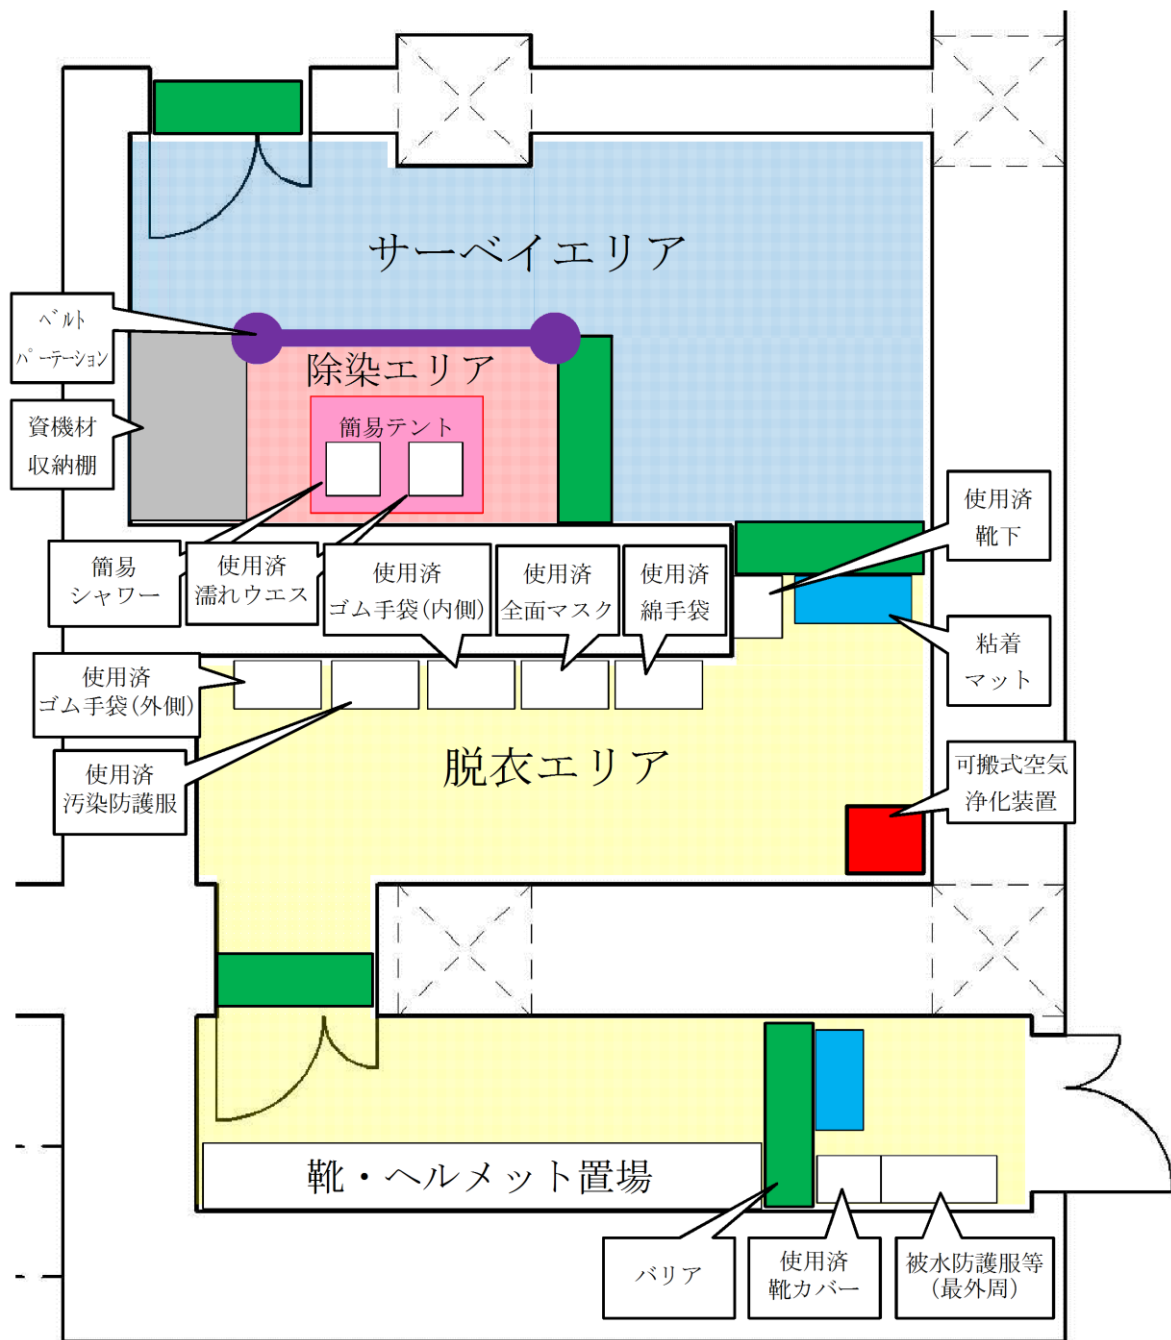 サーベイエリア
ベルト
パーテーション
除染エリア
資機材
収納棚
簡易テント
使用済
靴下
簡易
シャワー
使用済
濡れウエス
使用済
ゴム手袋(内側)
使用済
全面マスク
使用済
綿手袋
粘着
マット
使用済
ゴム手袋(外側)
脱衣エリア
使用済
汚染防護服
可搬式空気
浄化装置
靴・ヘルメット置場
バリア
使用済
靴カバー
被水防護服等
(最外周)